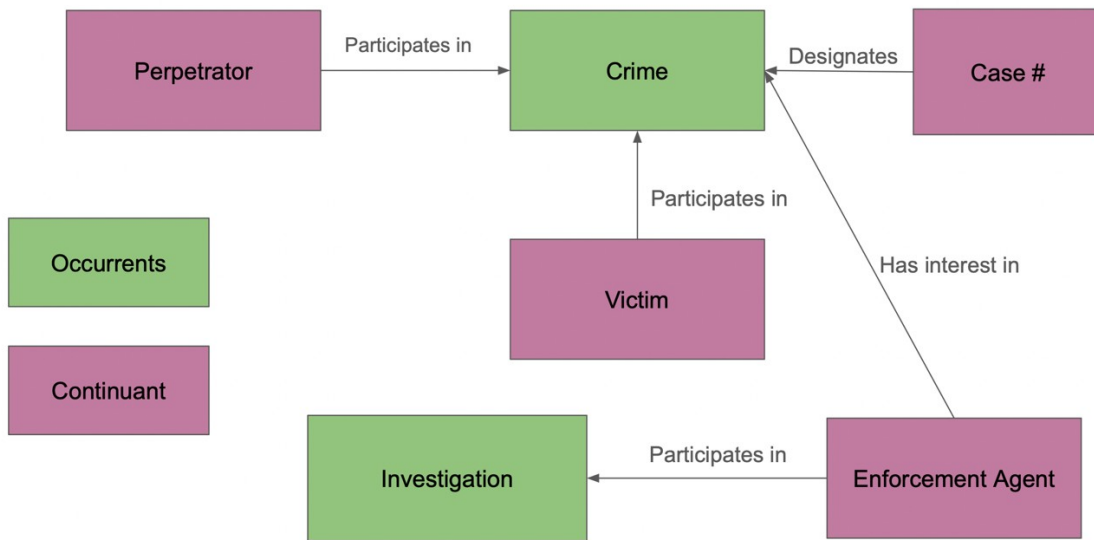 Participates in
Perpetrator
Crime
Designates
Case #
Participates in
Occurrents
Victim
Has interest in
Continuant
Participates in
Investigation
Enforcement Agent